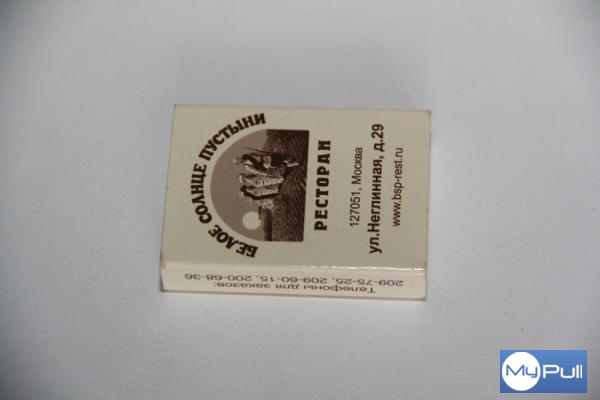 БЕЛОЕ СОЛНЦЕ ПУСТЫНИ
РЕСТОРАН
127051, Москва
ул.Неглинная, д.29
www.bsp-rest.ru
Телефоны для заказов:
209-75-25, 209-60-15, 200-68-36
MyPull